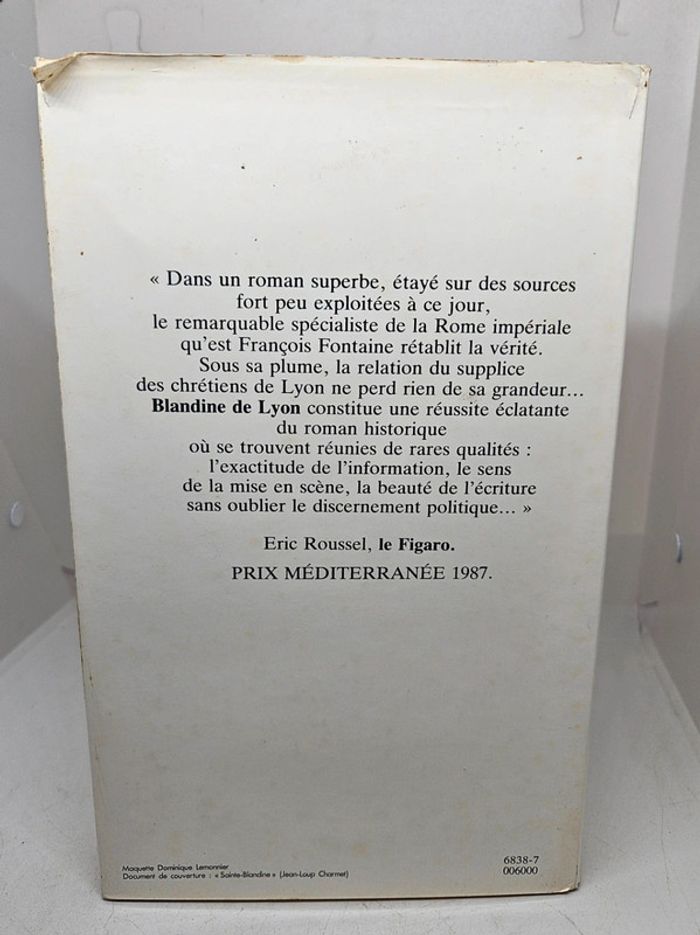 « Dans un roman superbe, étayé sur des sources
fort peu exploitées à ce jour,
le remarquable spécialiste de la Rome impériale
qu'est François Fontaine rétablit la vérité.
Sous sa plume, la relation du supplice
des chrétiens de Lyon ne perd rien de sa grandeur...
Blandine de Lyon constitue une réussite éclatante
du roman historique
où se trouvent réunies de rares qualités :
l'exactitude de l'information, le sens
de la mise en scène, la beauté de l'écriture
sans oublier le discernement politique... »
Eric Roussel, le Figaro.
PRIX MÉDITERRANÉE 1987.
Maquette Dominique Lemonnier
Document de couverture : « Sainte-Blandine » (Jean-Loup Charmet)
6838-7
006000